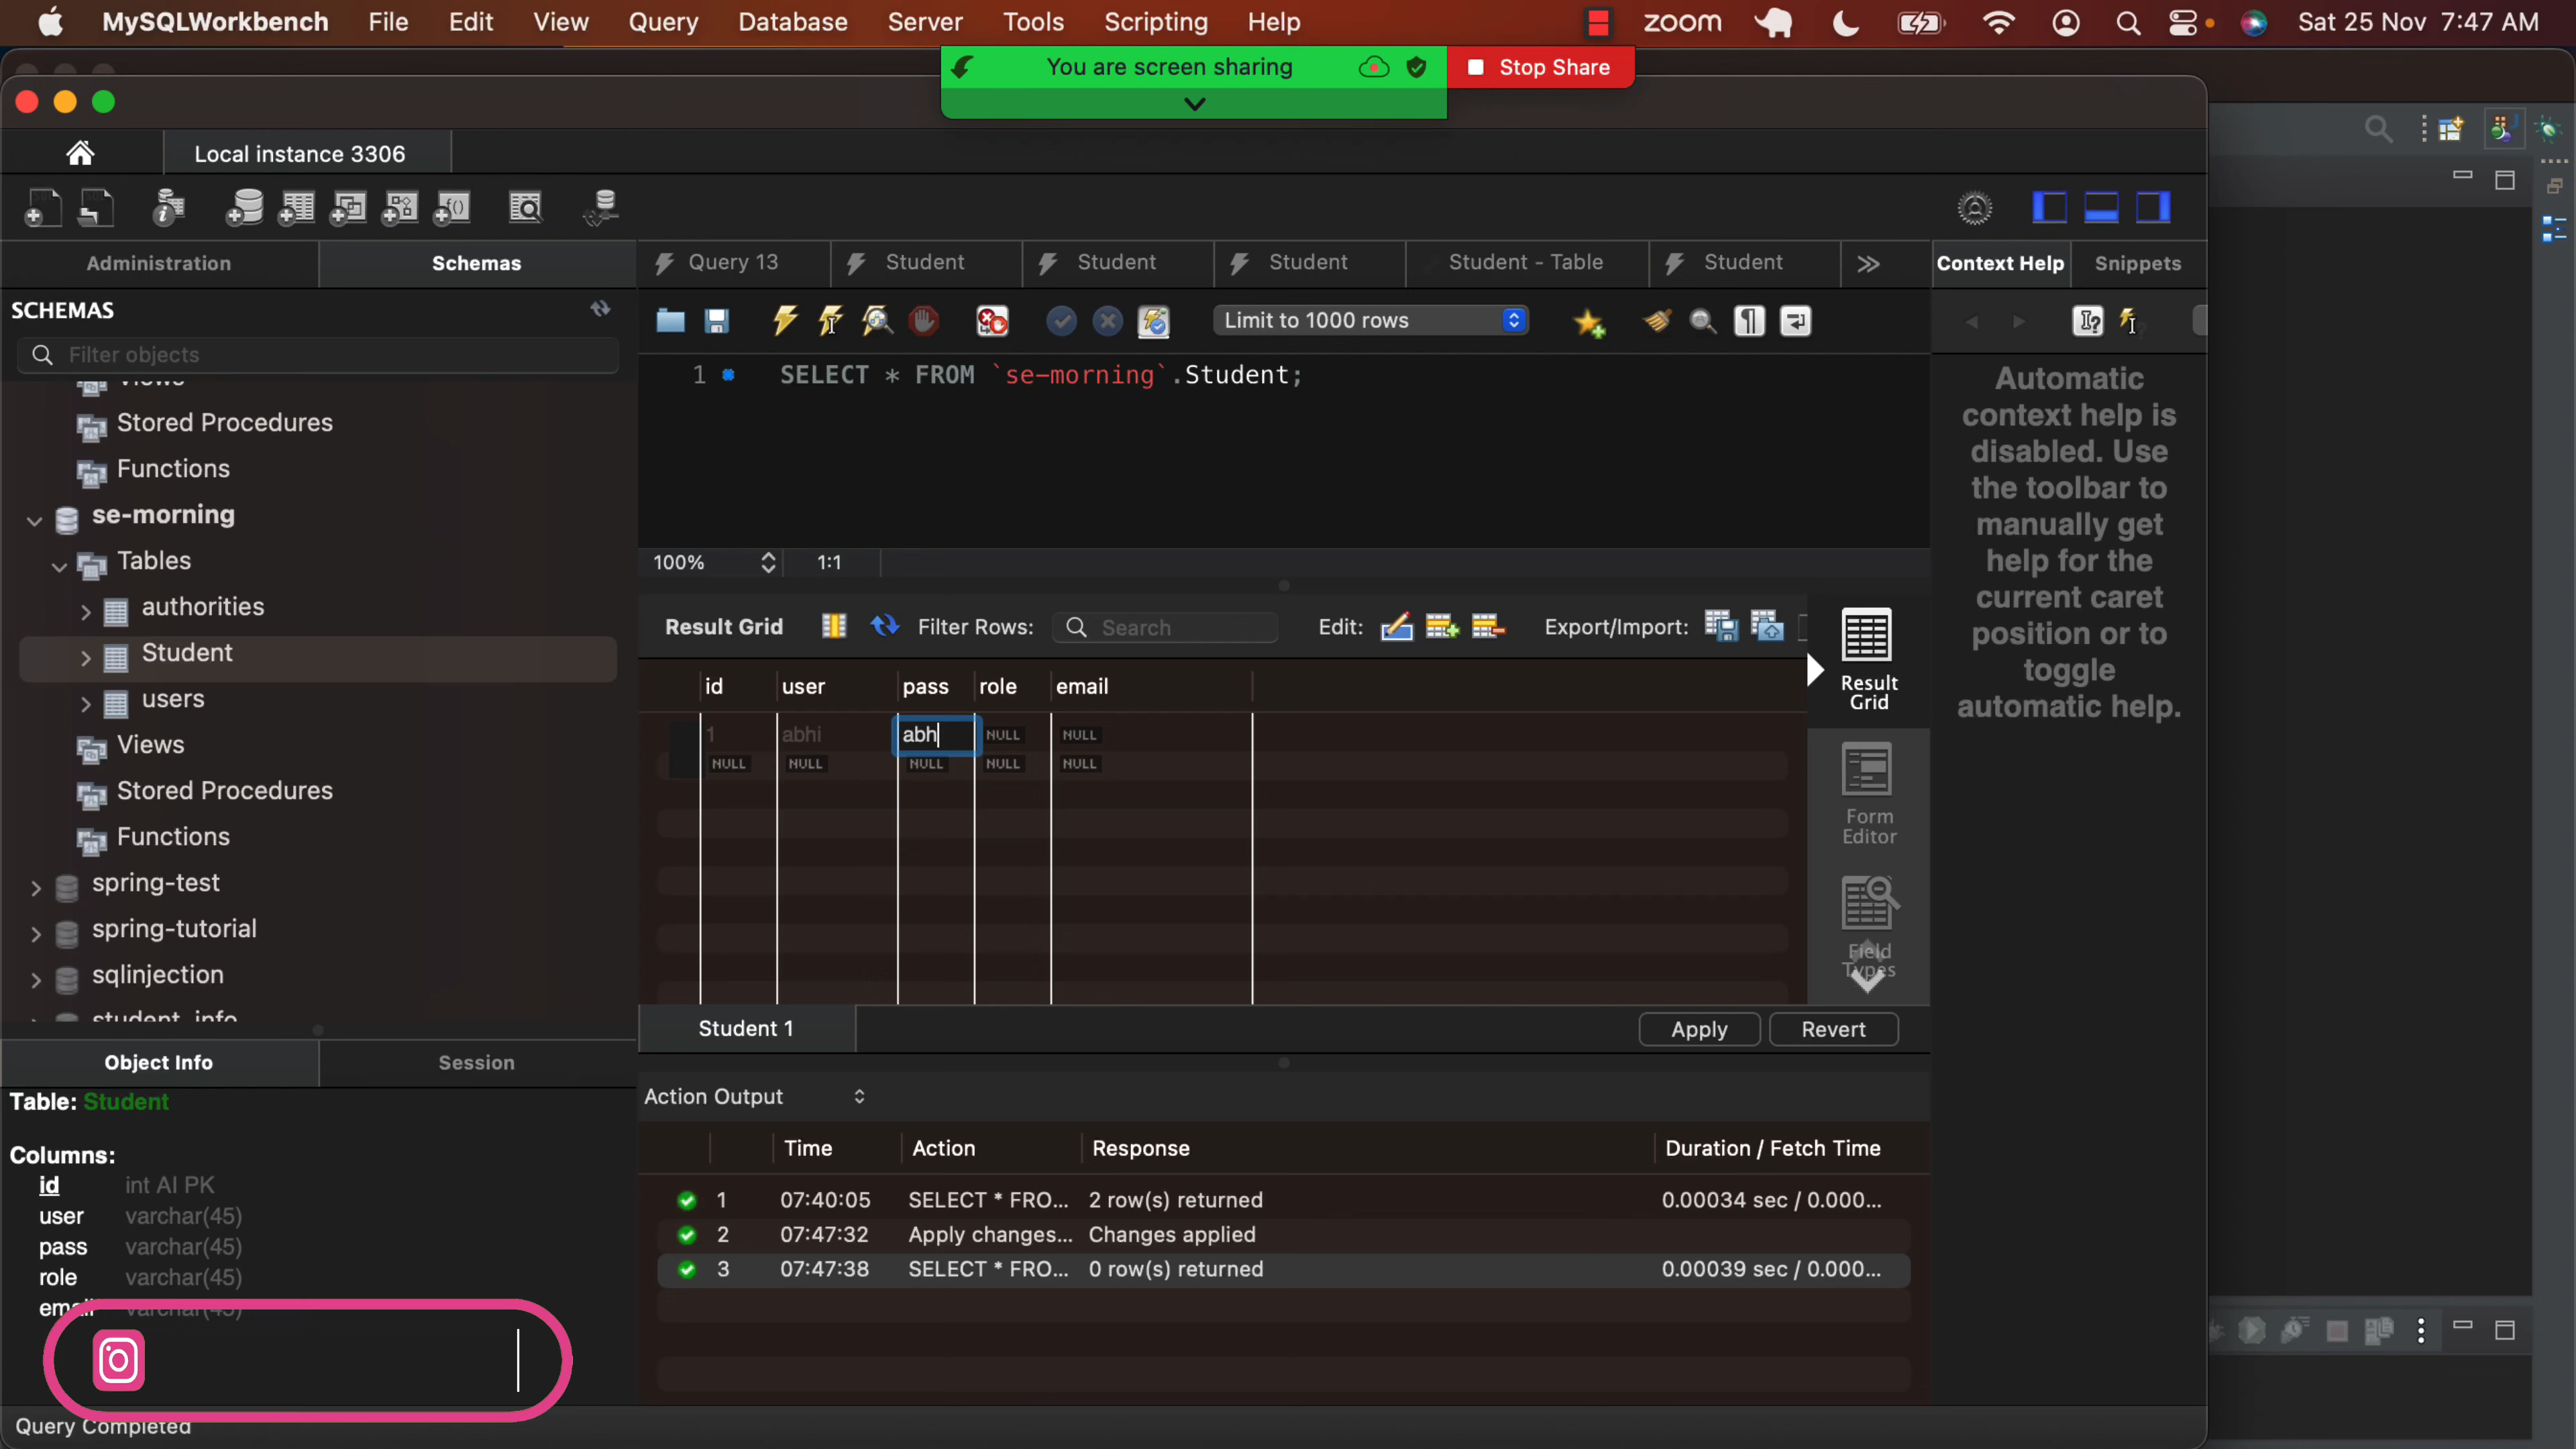 MySQLWorkbench File Edit View Query Database Server Tools Scripting Help zoom Sat 25 Nov 7:47 AM
You are screen sharing Stop Share
Local instance 3306
Administration Schemas Query 13 Student Student Student Student - Table Student Context Help Snippets
SCHEMAS
Filter objects
Limit to 1000 rows
1 SELECT * FROM `se-morning`.Student;
Views
Stored Procedures
Functions
se-morning
Tables
authorities
Student
users
Views
Stored Procedures
Functions
spring-test
spring-tutorial
sqlinjection
student_info
100% 1:1
Result Grid Filter Rows: Search Edit: Export/Import:
id user pass role email
1 abhi abh NULL NULL
NULL NULL NULL NULL NULL
Result
Grid
Form
Editor
Field
Types
Automatic
context help is
disabled. Use
the toolbar to
manually get
help for the
current caret
position or to
toggle
automatic help.
Student 1 Apply Revert
Object Info Session
Table: Student
Columns:
id int AI PK
user varchar(45)
pass varchar(45)
role varchar(45)
email varchar(45)
Action Output
Time Action Response Duration / Fetch Time
1 07:40:05 SELECT * FRO... 2 row(s) returned 0.00034 sec / 0.000...
2 07:47:32 Apply changes... Changes applied
3 07:47:38 SELECT * FRO... 0 row(s) returned 0.00039 sec / 0.000...
Query Completed